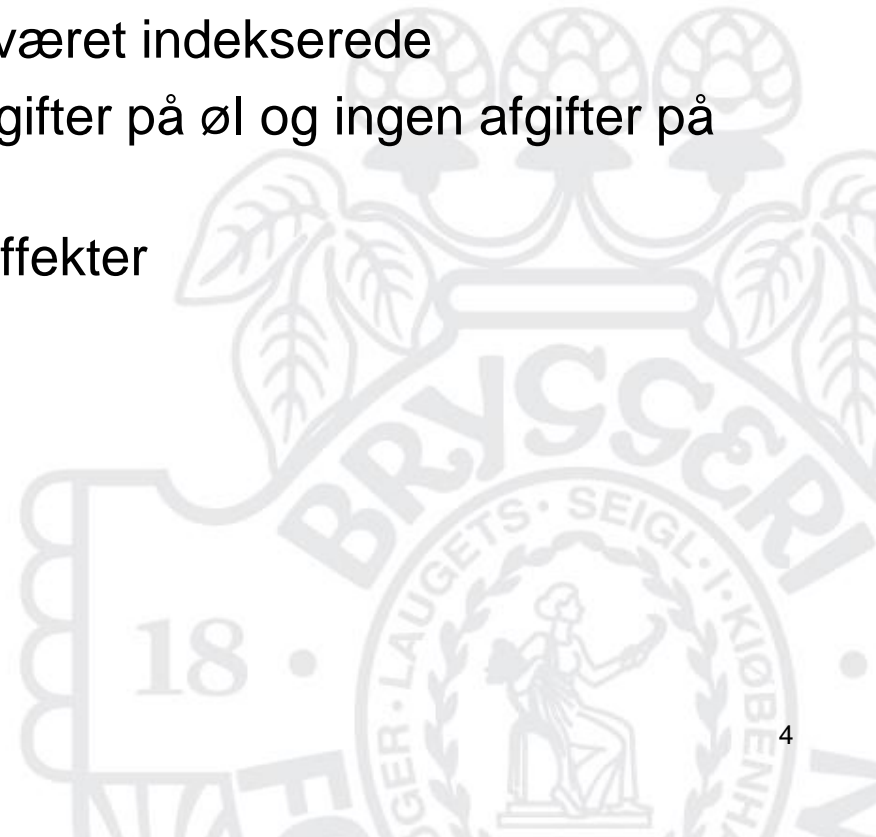 været indekserede
gifter på øl og ingen afgifter på
ffekter
BRYGGERI
LAUGETS · SEIGL · I · KIØBENH
18 ·
4